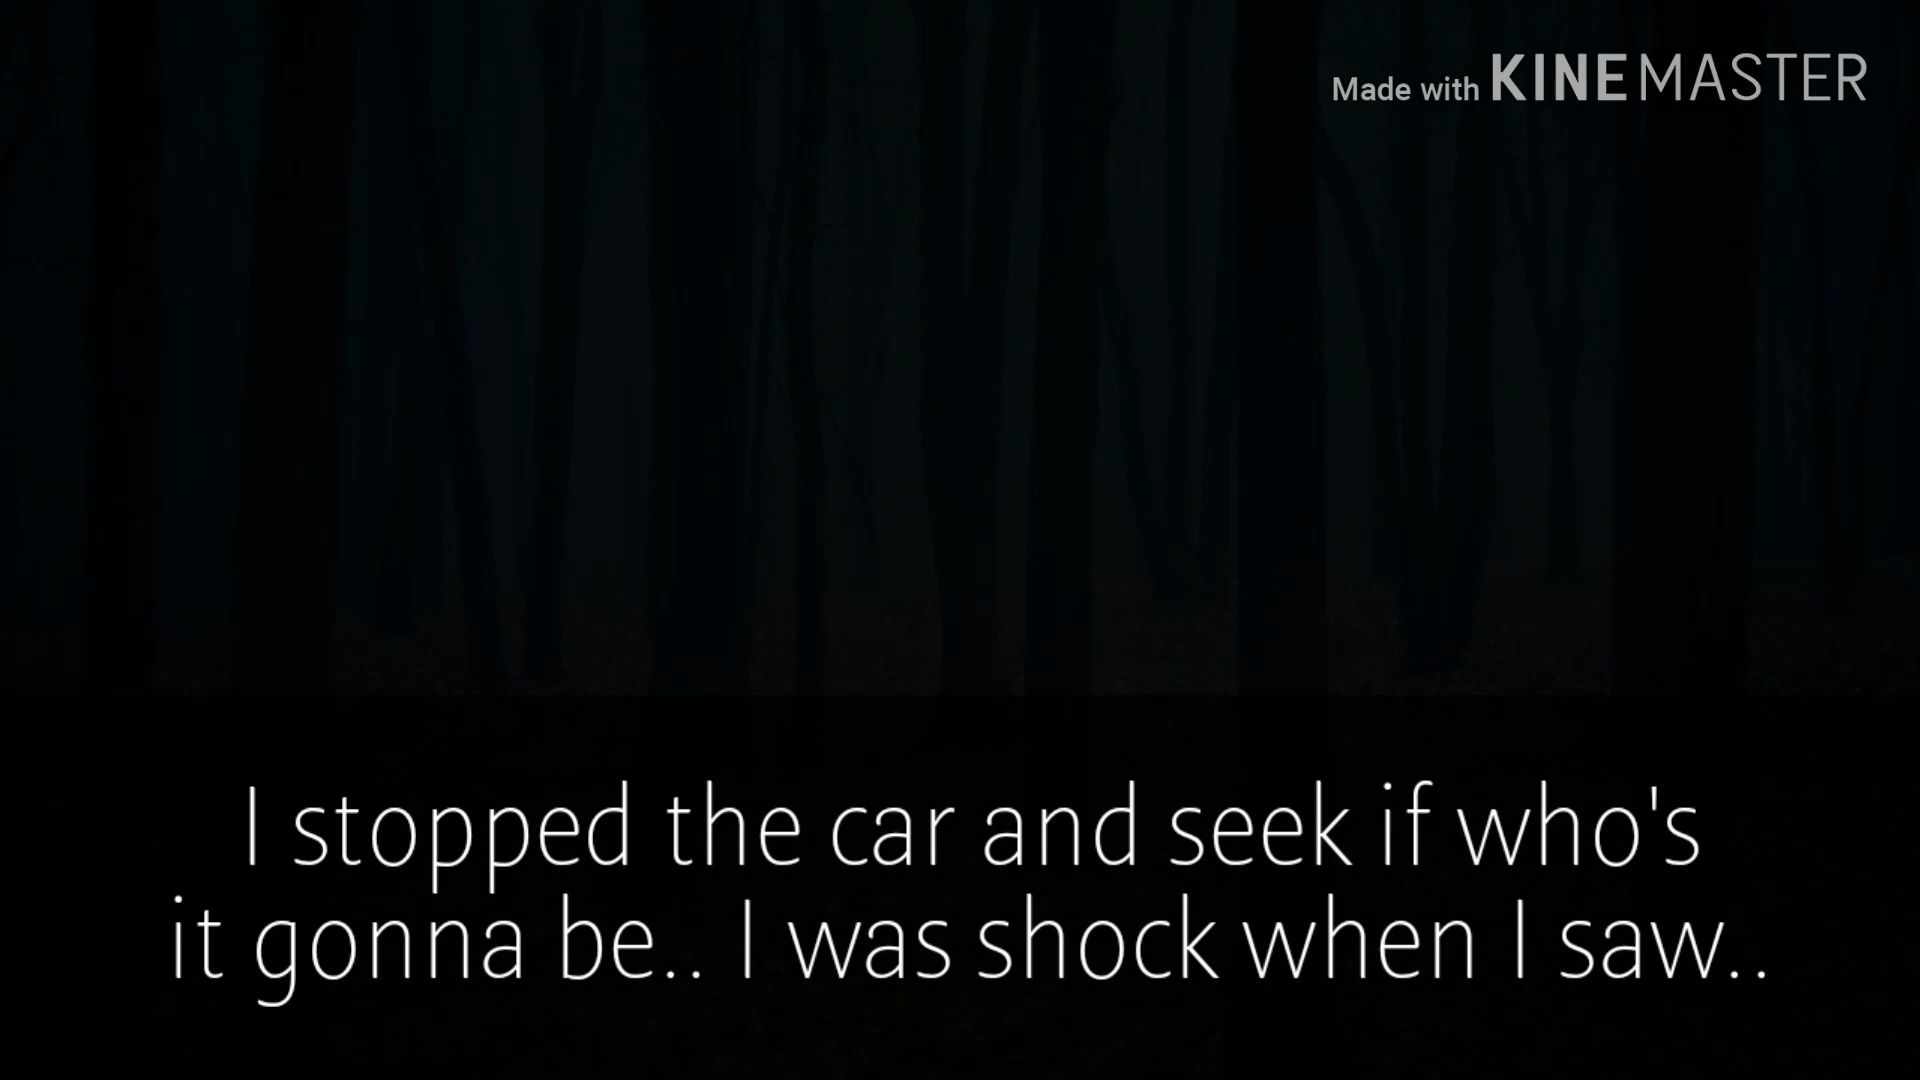 Made with KINEMASTER
I stopped the car and seek if who's
it gonna be.. I was shock when I saw..